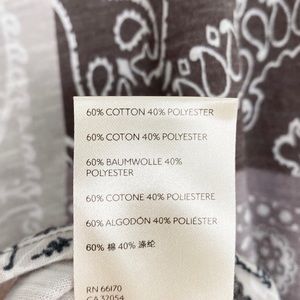 60% COTTON 40% POLYESTER
60% COTON 40% POLYESTER
60% BAUMWOLLE 40%
POLYESTER
60% COTONE 40% POLIESTERE
60% ALGODÓN 40% POLIÉSTER
60% 棉 40% 涤纶
RN 66170
CA 32054